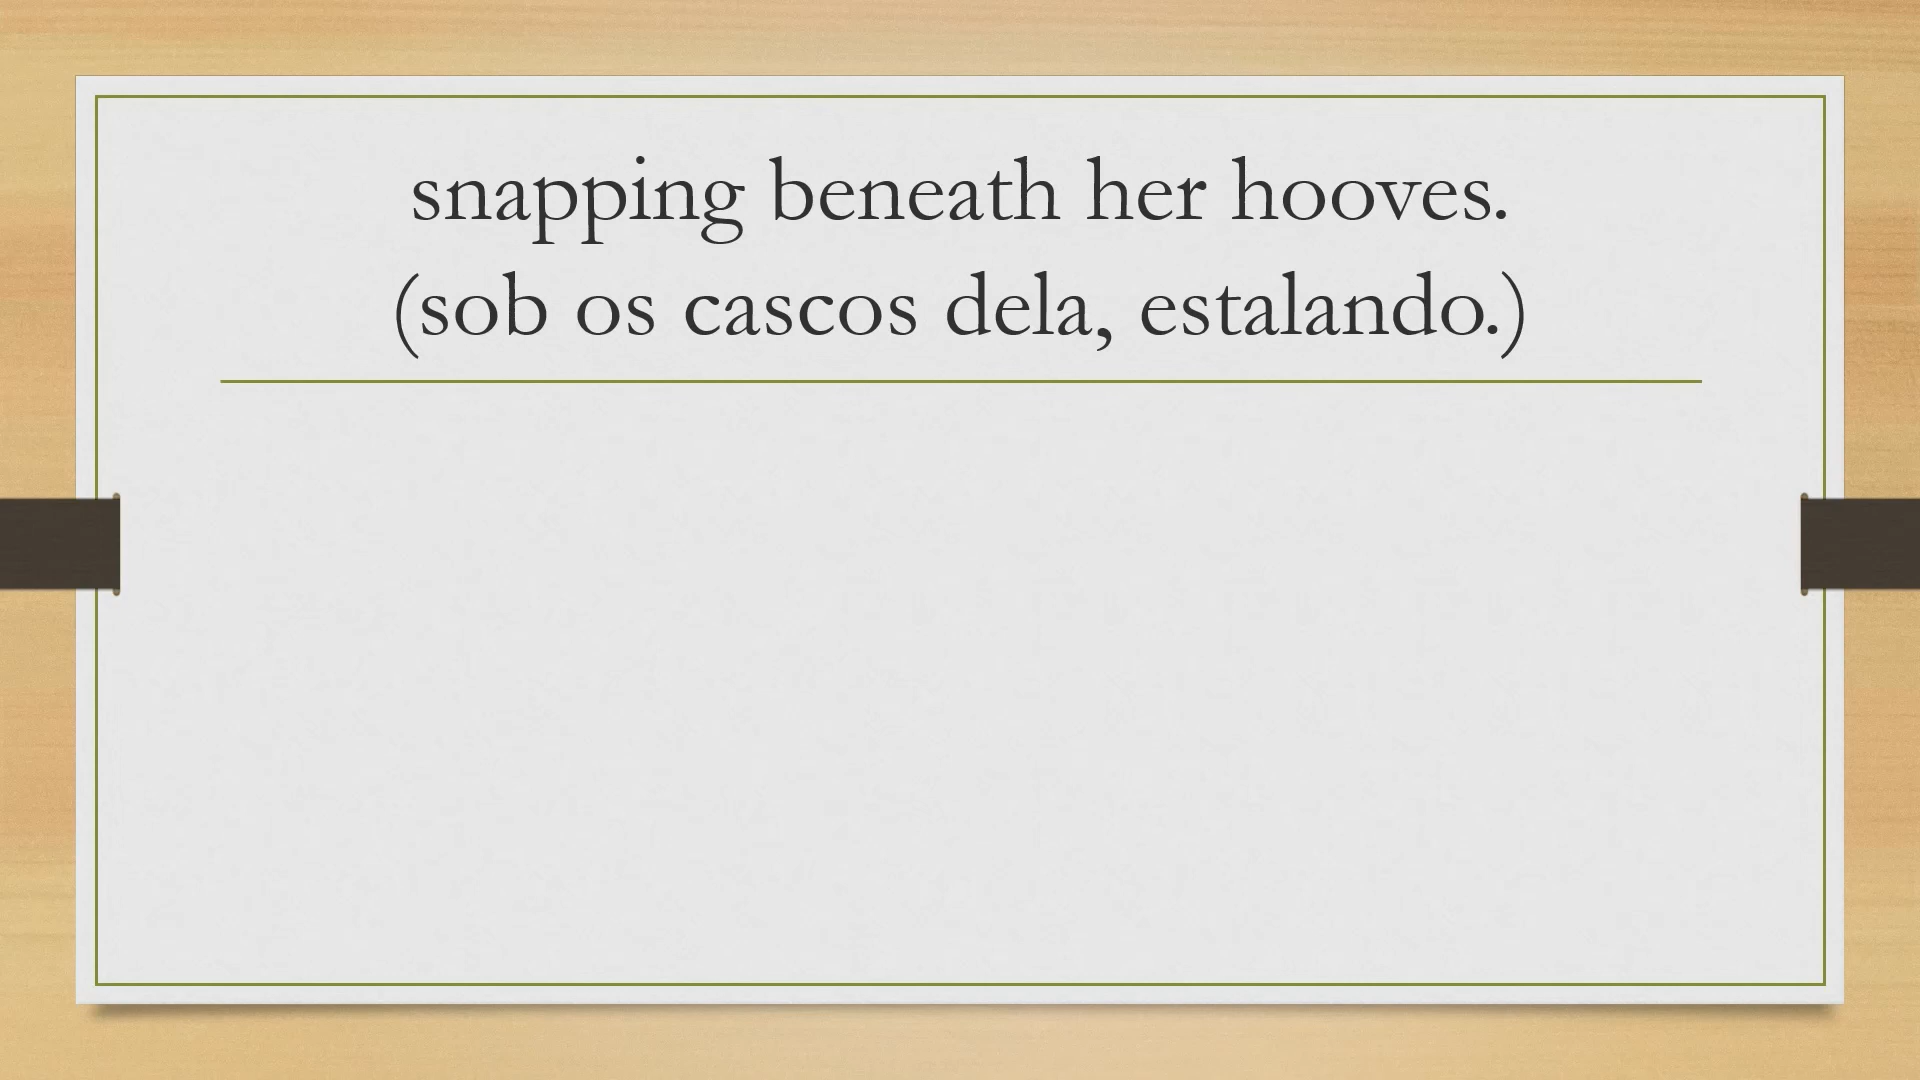 snapping beneath her hooves.
(sob os cascos dela, estalando.)